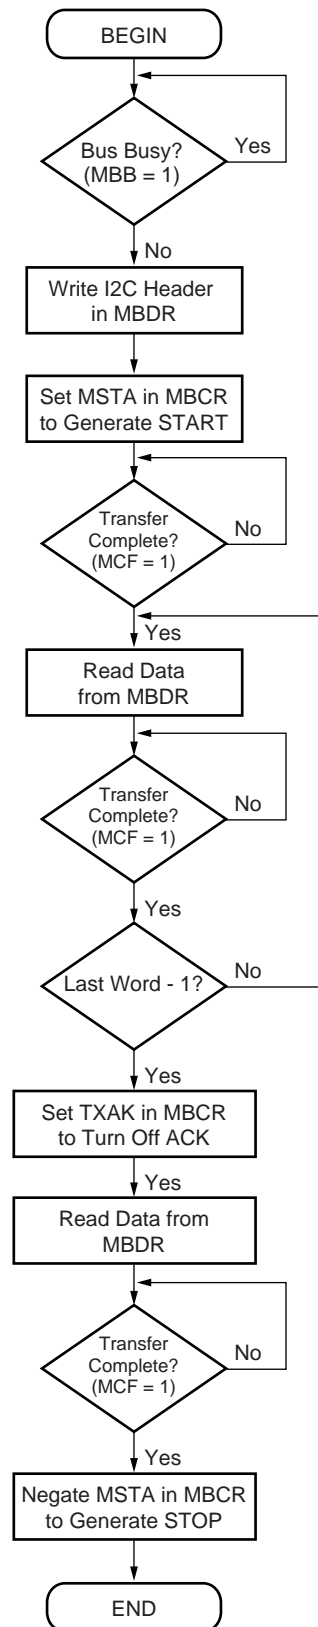 BEGIN
Bus Busy?
(MBB = 1)
Yes
No
Write I2C Header
in MBDR
Set MSTA in MBCR
to Generate START
Transfer
Complete?
(MCF = 1)
No
Yes
Read Data
from MBDR
Transfer
Complete?
(MCF = 1)
No
Yes
Last Word - 1?
No
Yes
Set TXAK in MBCR
to Turn Off ACK
Yes
Read Data from
MBDR
Transfer
Complete?
(MCF = 1)
No
Yes
Negate MSTA in MBCR
to Generate STOP
END